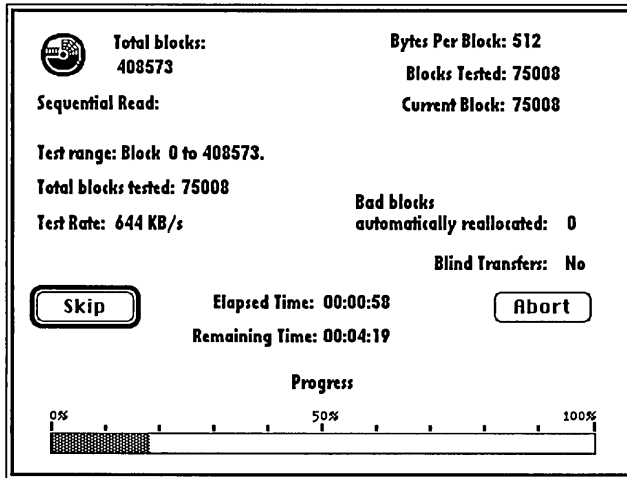 Total blocks:
408573
Bytes Per Block: 512
Blocks Tested: 75008
Sequential Read:
Current Block: 75008
Test range: Block 0 to 408573.
Total blocks tested: 75008
Test Rate: 644 KB/s
Bad blocks
automatically reallocated: 0
Blind Transfers: No
Skip
Elapsed Time: 00:00:58
Abort
Remaining Time: 00:04:19
Progress
0% 50% 100%